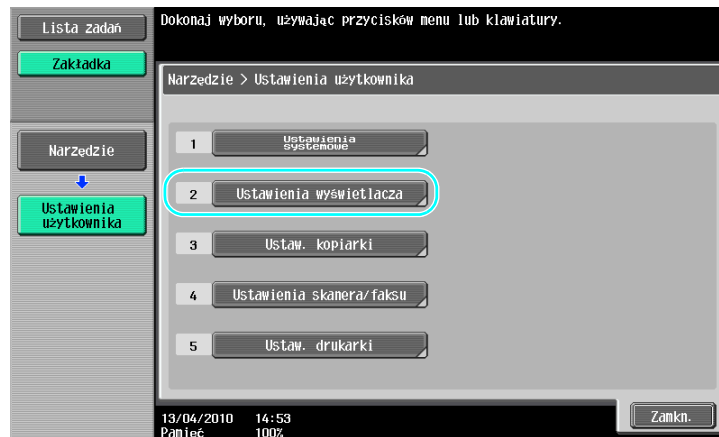 Lista zadań
Dokonaj wyboru, używając przycisków menu lub klawiatury.
Zakładka
Narzędzie > Ustawienia użytkownika
Narzędzie
Ustawienia
użytkownika
1 Ustawienia
systemowe
2 Ustawienia wyświetlacza
3 Ustaw. kopiarki
4 Ustawienia skanera/faksu
5 Ustaw. drukarki
13/04/2010 14:53
Pamięć 100%
Zamkn.